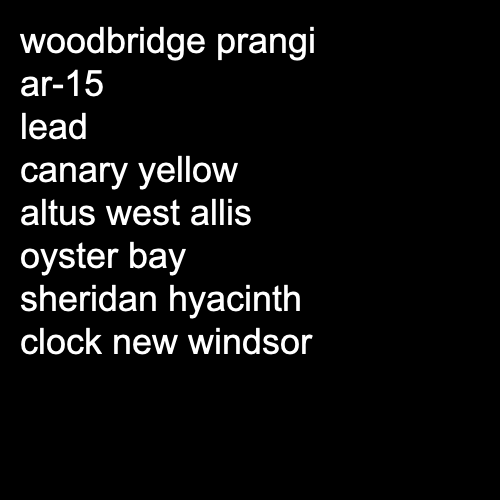 woodbridge prangi
ar-15
lead
canary yellow
altus west allis
oyster bay
sheridan hyacinth
clock new windsor